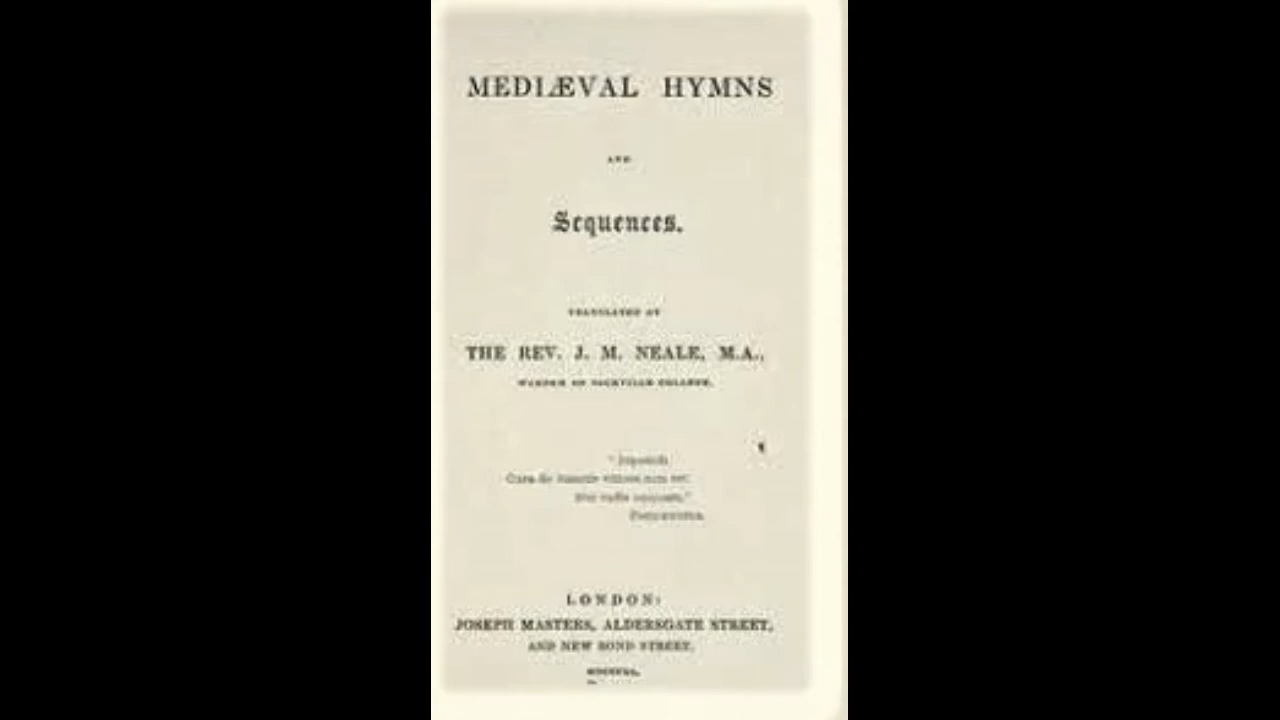 MEDIÆVAL HYMNS
AND
Sequences.
TRANSLATED BY
THE REV. J. M. NEALE, M.A.,
WARDEN OF SACKVILLE COLLEGE.
LONDON:
JOSEPH MASTERS, ALDERSGATE STREET,
AND NEW BOND STREET.